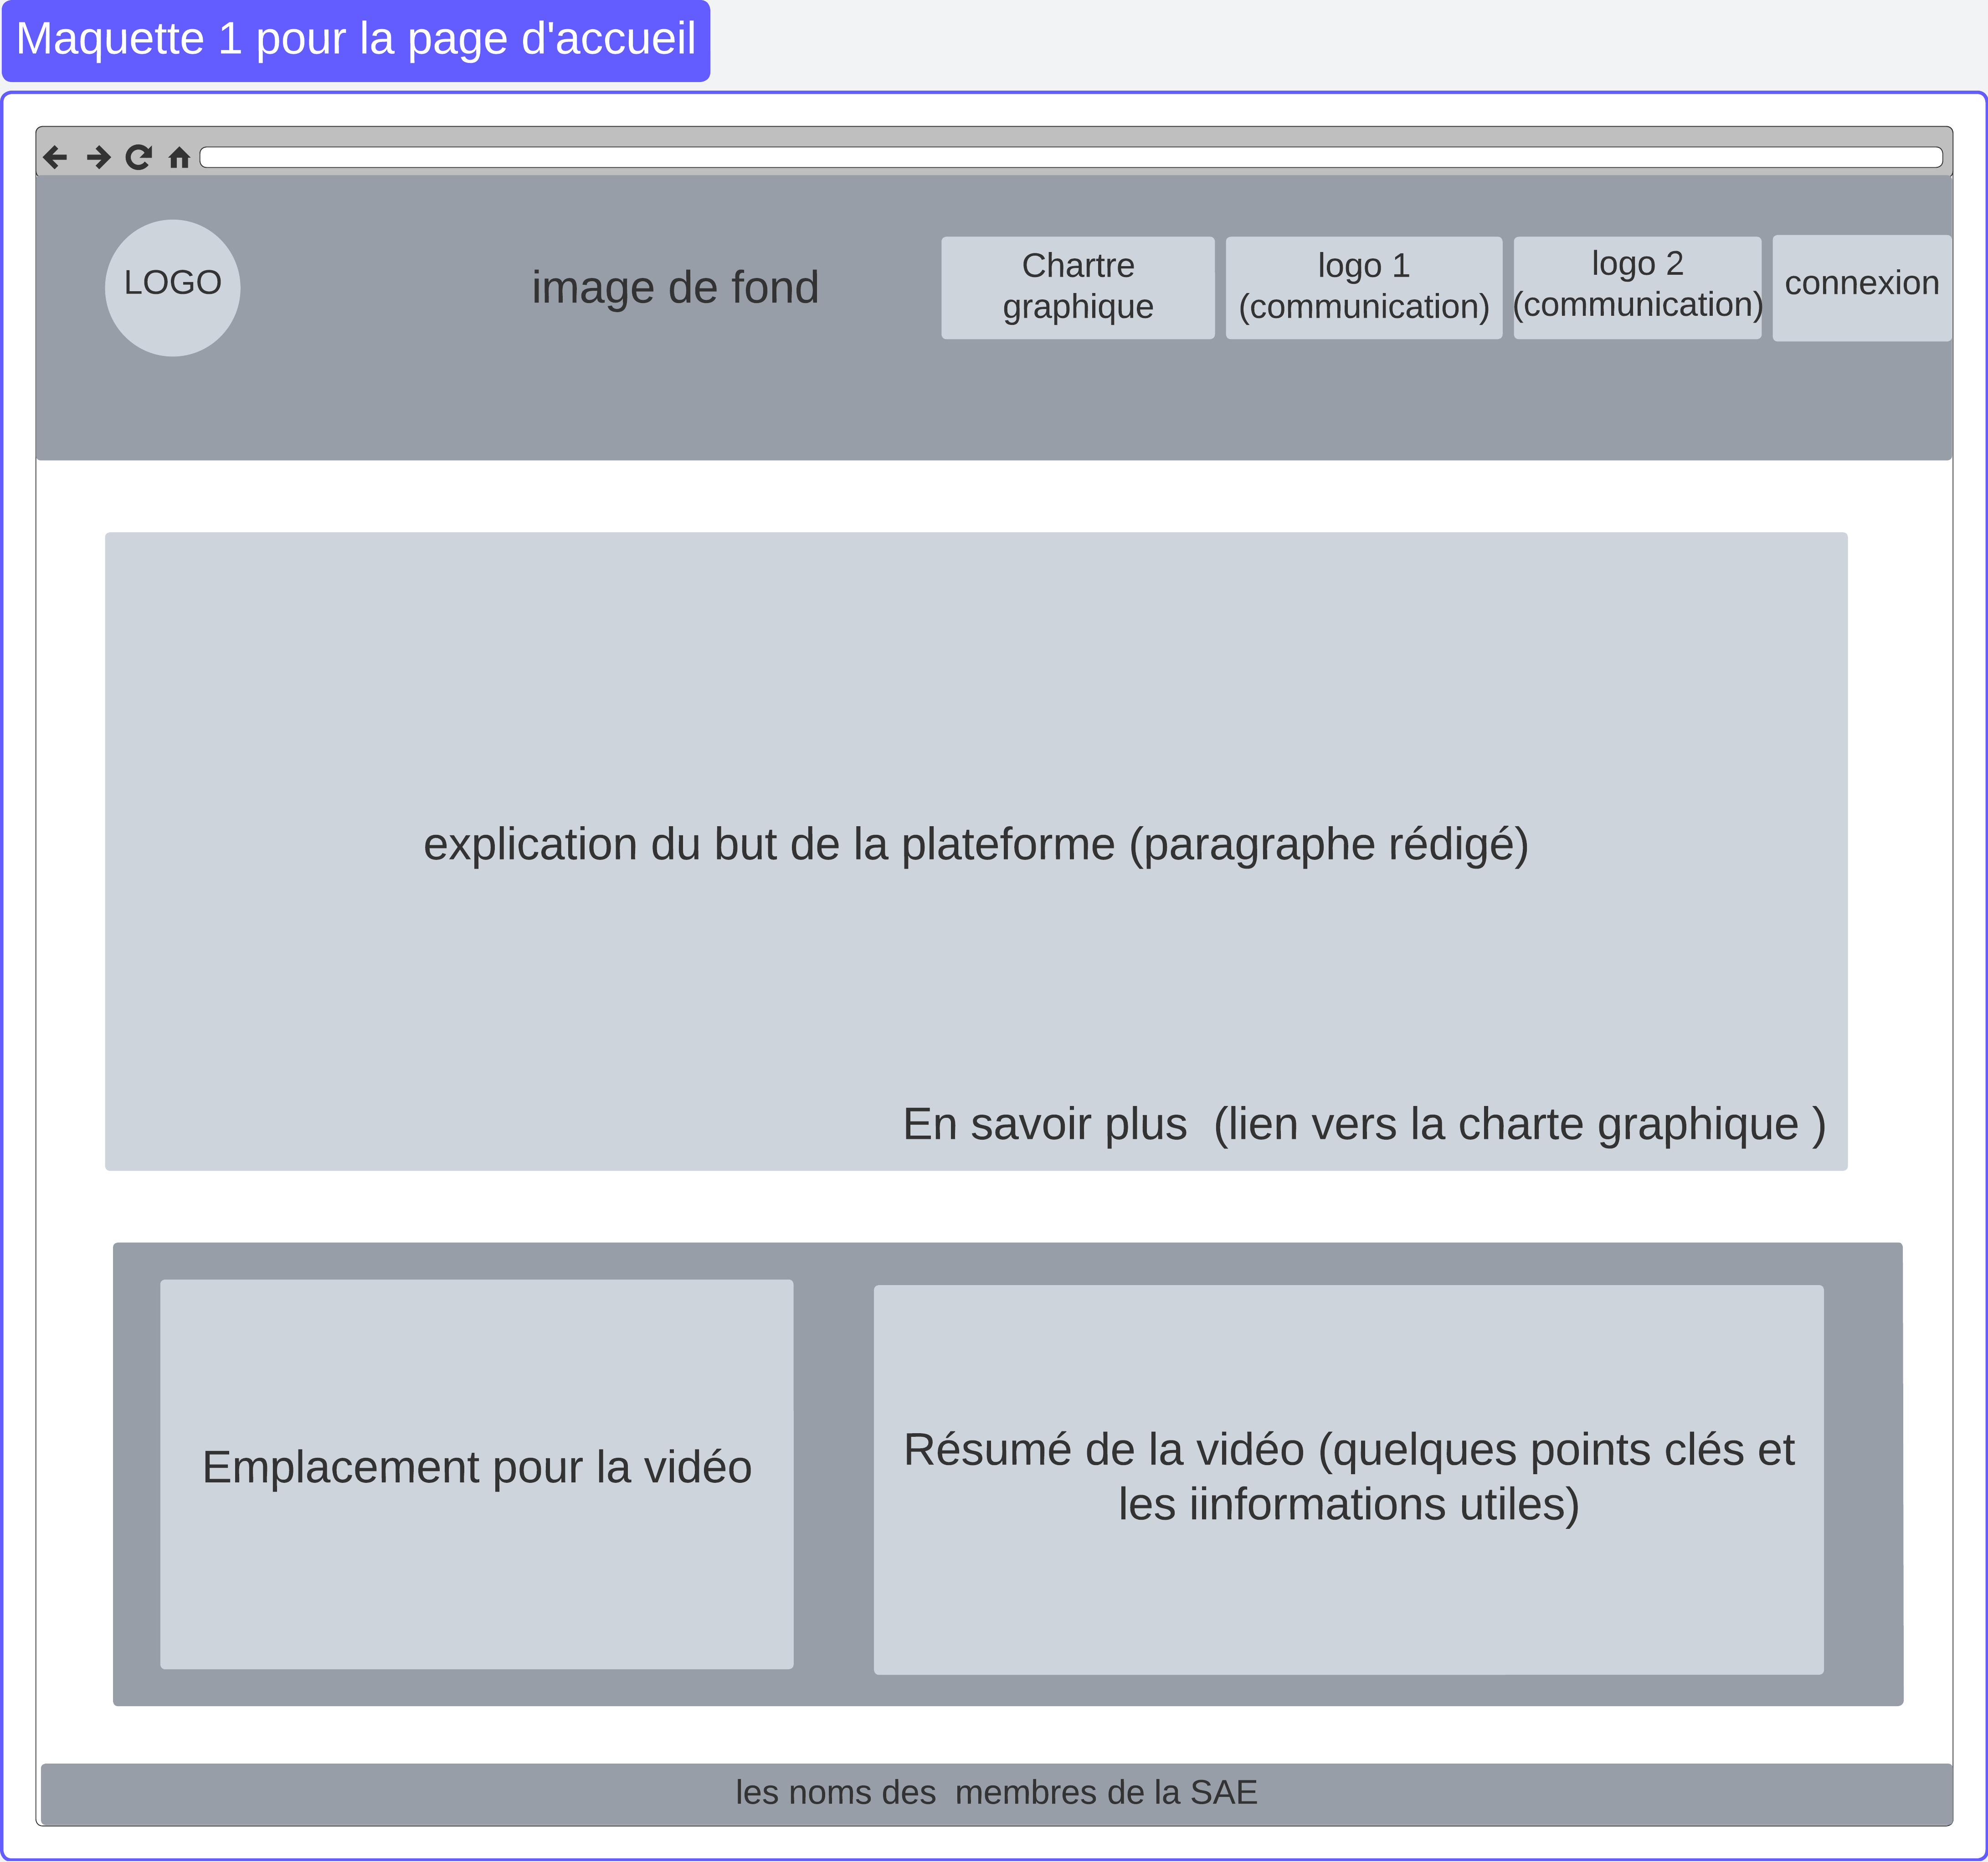 Maquette 1 pour la page d'accueil
LOGO
image de fond
Chartre
graphique
logo 1
(communication)
logo 2
(communication)
connexion
explication du but de la plateforme (paragraphe rédigé)
En savoir plus  (lien vers la charte graphique )
Emplacement pour la vidéo
Résumé de la vidéo (quelques points clés et
les iinformations utiles)
les noms des  membres de la SAE